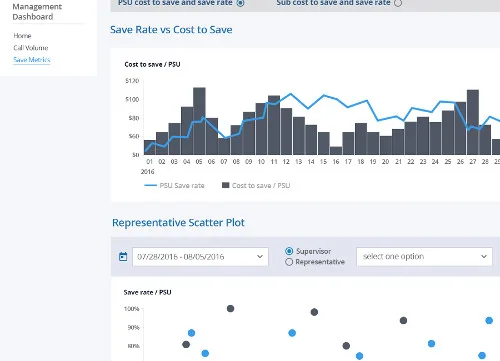 Management
Dashboard
Home
Call Volume
Save Metrics
PSU cost to save and save rate
Sub cost to save and save rate
Save Rate vs Cost to Save
Cost to save / PSU
$120
$100
$80
$60
$0
01 02 03 04 05 06 07 08 09 10 11 12 13 14 15 16 17 18 19 20 21 22 23 24 25 26 27 28 29
2016
PSU Save rate
Cost to save / PSU
Representative Scatter Plot
07/28/2016 - 08/05/2016
Supervisor
Representative
select one option
Save rate / PSU
100%
90%
80%